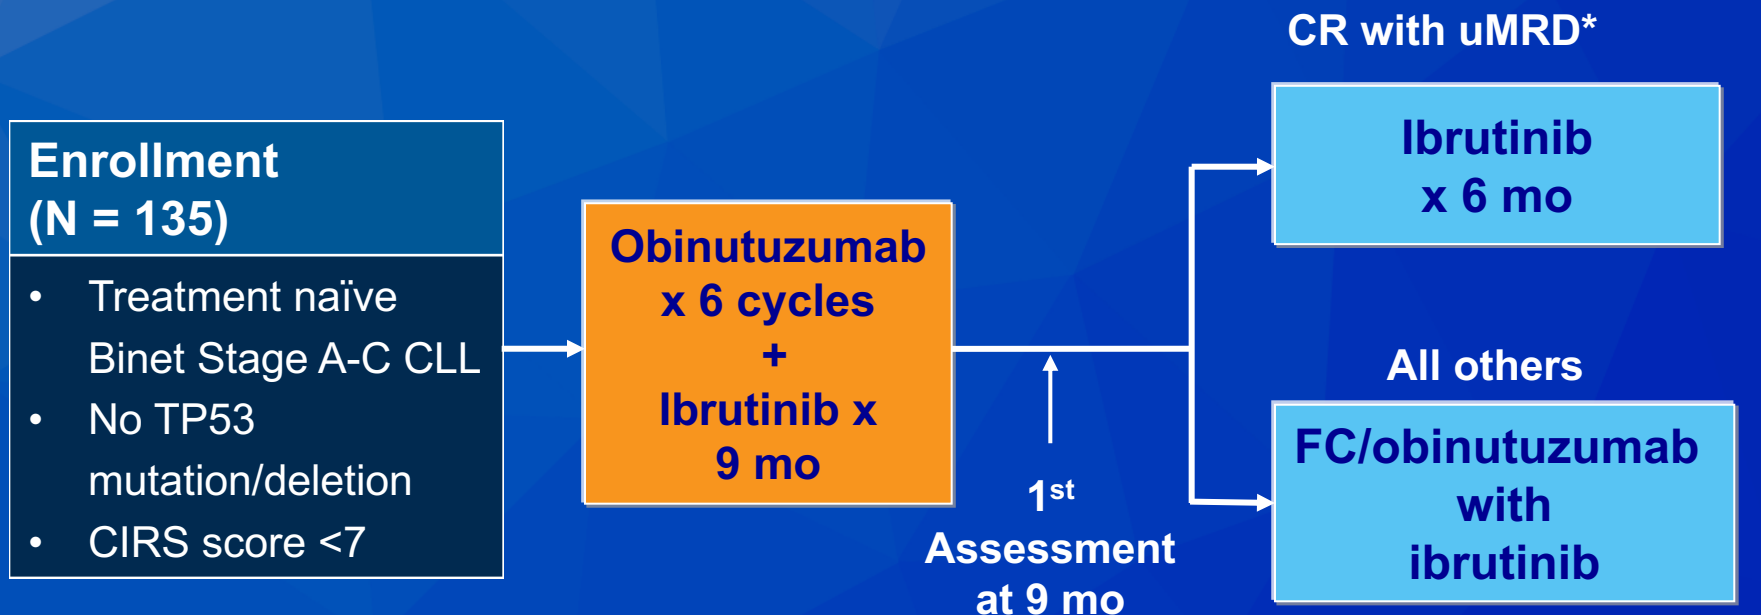 Enrollment
(N = 135)
• Treatment naïve
Binet Stage A-C CLL
• No TP53
mutation/deletion
• CIRS score <7
Obinutuzumab
x 6 cycles
+
Ibrutinib x
9 mo
1st
Assessment
at 9 mo
CR with uMRD*
Ibrutinib
x 6 mo
All others
FC/obinutuzumab
with
ibrutinib